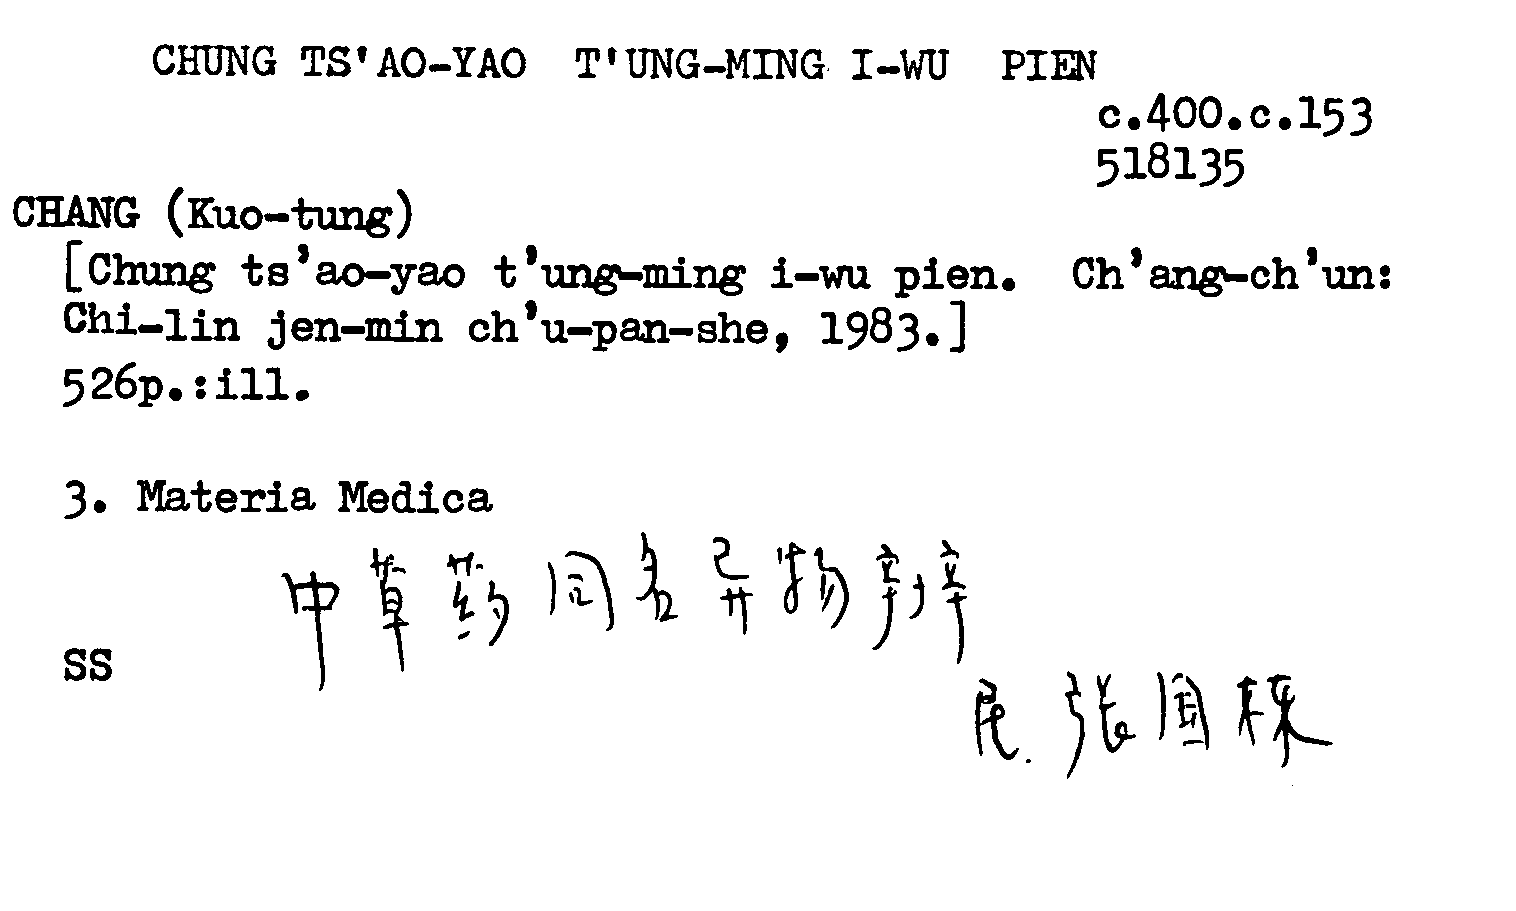 CHUNG TS'AO-YAO T'UNG-MING I-WU PIEN
c.400.c.153
518135
CHANG (Kuo-tung)
[Chung ts'ao-yao t'ung-ming i-wu pien. Ch'ang-ch'un:
Chi-lin jen-min ch'u-pan-she, 1983.]
526p.:ill.
3. Materia Medica
中草药同名异物辨
SS
民. 张国栋